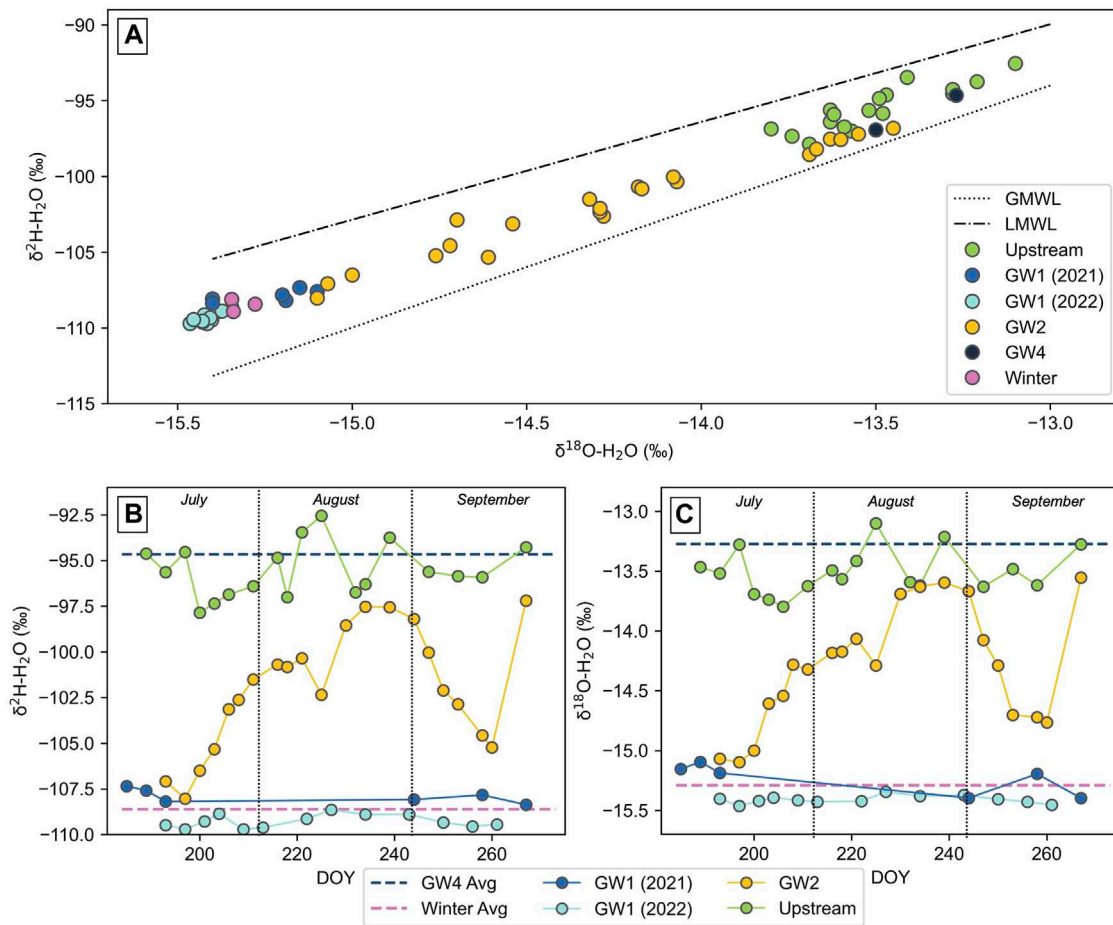 A
−90
−95
−100
−105
−110
−115
δ²H-H₂O (‰)
−15.5 −15.0 −14.5 −14.0 −13.5 −13.0
δ¹⁸O-H₂O (‰)
GMWL
LMWL
Upstream
GW1 (2021)
GW1 (2022)
GW2
GW4
Winter
B
July August September
−92.5
−95.0
−97.5
−100.0
−102.5
−105.0
−107.5
−110.0
δ²H-H₂O (‰)
200 220 240 260
DOY
C
July August September
−13.0
−13.5
−14.0
−14.5
−15.0
−15.5
δ¹⁸O-H₂O (‰)
200 220 240 260
DOY
GW4 Avg GW1 (2021) GW2
Winter Avg GW1 (2022) Upstream